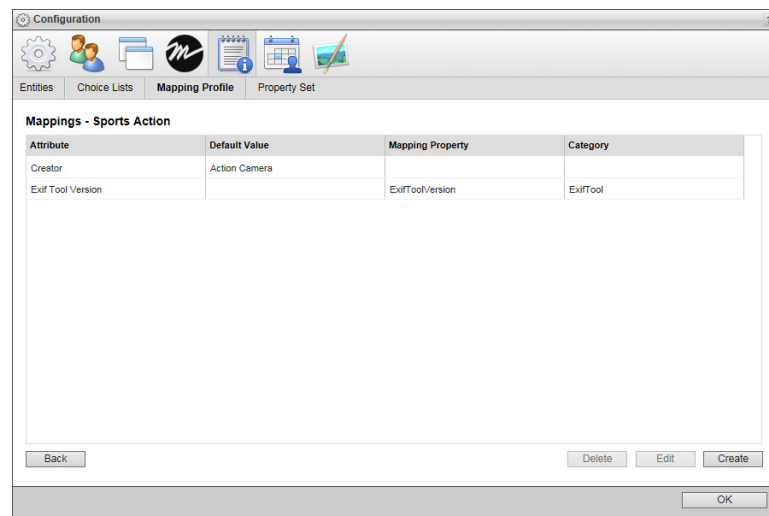 Configuration
Entities Choice Lists Mapping Profile Property Set
Mappings - Sports Action
Attribute Default Value Mapping Property Category
Creator Action Camera
Exif Tool Version ExifToolVersion ExifTool
Back Delete Edit Create
OK